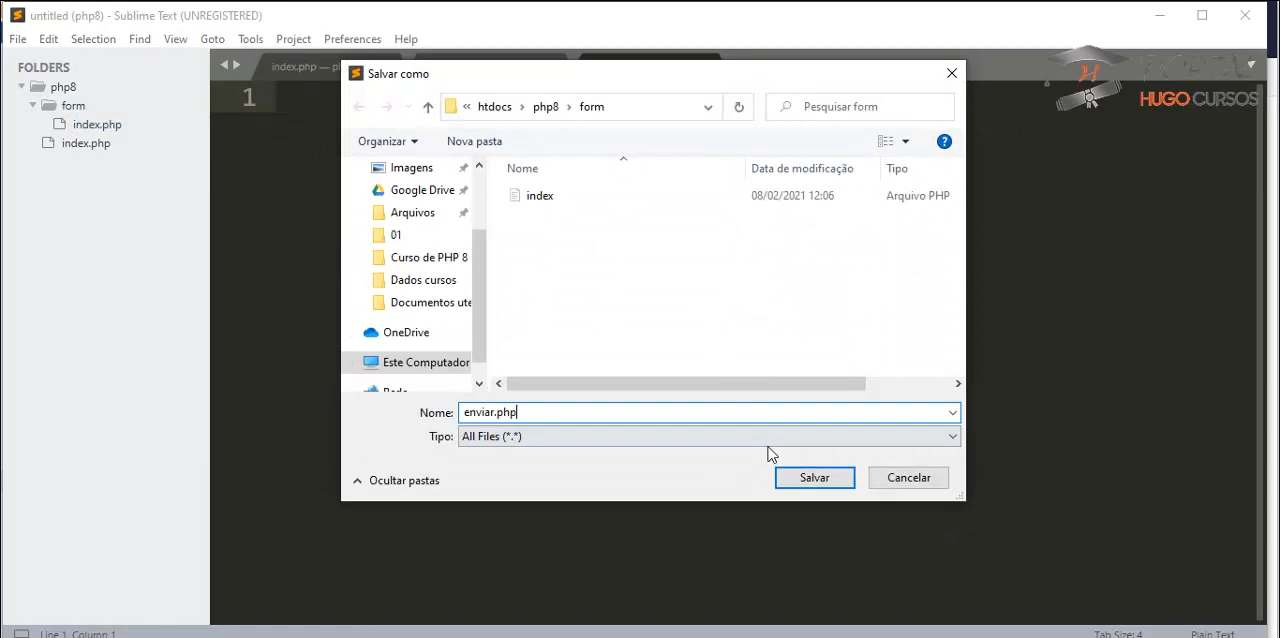 untitled (php8) - Sublime Text (UNREGISTERED)
File Edit Selection Find View Goto Tools Project Preferences Help
FOLDERS
php8
form
index.php
index.php
index.php — p
1
HUGO CURSOS
Salvar como
« htdocs › php8 › form
Pesquisar form
Organizar
Nova pasta
Imagens
Google Drive
Arquivos
01
Curso de PHP 8
Dados cursos
Documentos ute
OneDrive
Este Computador
Nome Data de modificação Tipo
index 08/02/2021 12:06 Arquivo PHP
Nome: enviar.php
Tipo: All Files (*.*)
Ocultar pastas
Salvar
Cancelar
Line 1, Column 1
Tab Size: 4
Plain Text